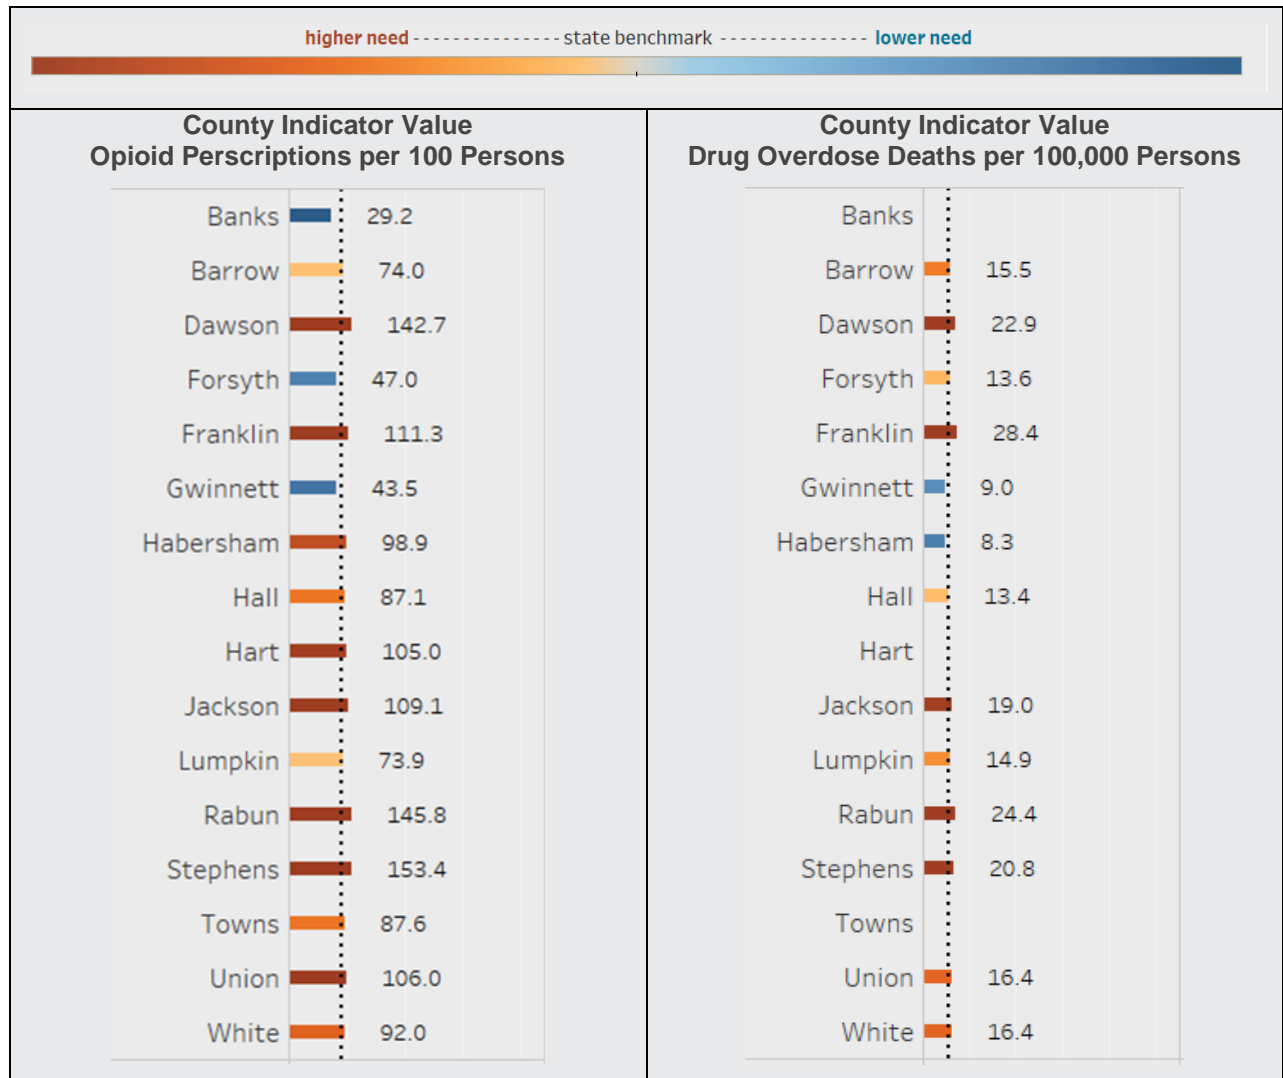 higher need - - - - - - - - - - - - - - - state benchmark - - - - - - - - - - - - - - - lower need
County Indicator Value
Opioid Perscriptions per 100 Persons
Banks 29.2
Barrow 74.0
Dawson 142.7
Forsyth 47.0
Franklin 111.3
Gwinnett 43.5
Habersham 98.9
Hall 87.1
Hart 105.0
Jackson 109.1
Lumpkin 73.9
Rabun 145.8
Stephens 153.4
Towns 87.6
Union 106.0
White 92.0
County Indicator Value
Drug Overdose Deaths per 100,000 Persons
Banks
Barrow 15.5
Dawson 22.9
Forsyth 13.6
Franklin 28.4
Gwinnett 9.0
Habersham 8.3
Hall 13.4
Hart
Jackson 19.0
Lumpkin 14.9
Rabun 24.4
Stephens 20.8
Towns
Union 16.4
White 16.4